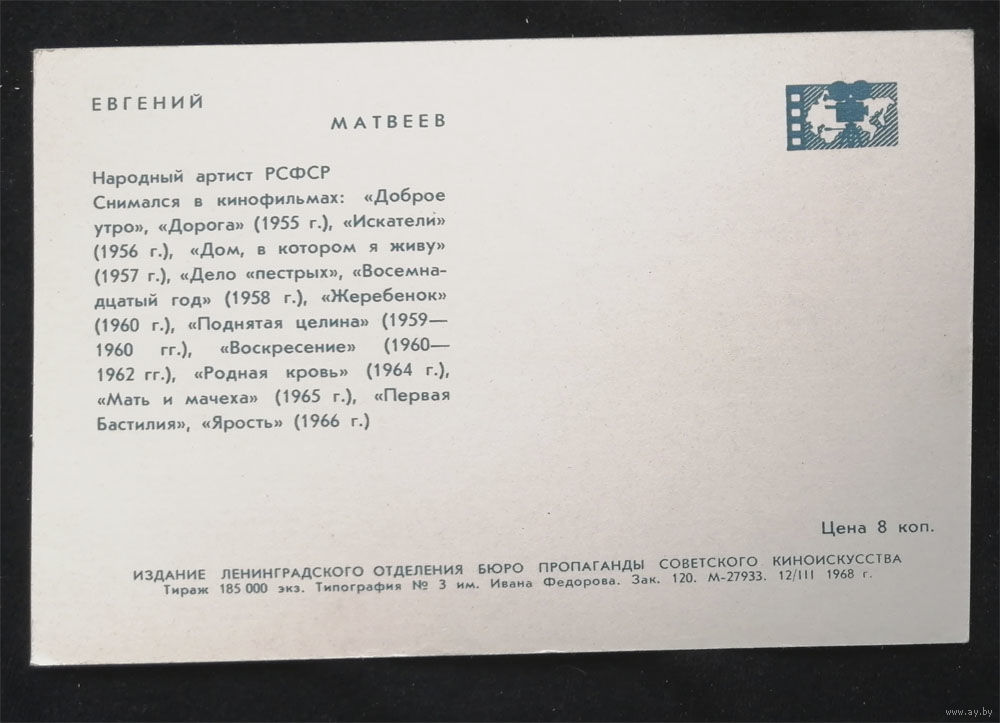 ЕВГЕНИЙ
МАТВЕЕВ
Народный артист РСФСР
Снимался в кинофильмах: «Доброе
утро», «Дорога» (1955 г.), «Искатели»
(1956 г.), «Дом, в котором я живу»
(1957 г.), «Дело «пестрых», «Восемна-
дцатый год» (1958 г.), «Жеребенок»
(1960 г.), «Поднятая целина» (1959—
1960 гг.), «Воскресение» (1960—
1962 гг.), «Родная кровь» (1964 г.),
«Мать и мачеха» (1965 г.), «Первая
Бастилия», «Ярость» (1966 г.)
Цена 8 коп.
ИЗДАНИЕ ЛЕНИНГРАДСКОГО ОТДЕЛЕНИЯ БЮРО ПРОПАГАНДЫ СОВЕТСКОГО КИНОИСКУССТВА
Тираж 185 000 экз. Типография № 3 им. Ивана Федорова. Зак. 120. М-27933. 12/III 1968 г.
www.ay.by